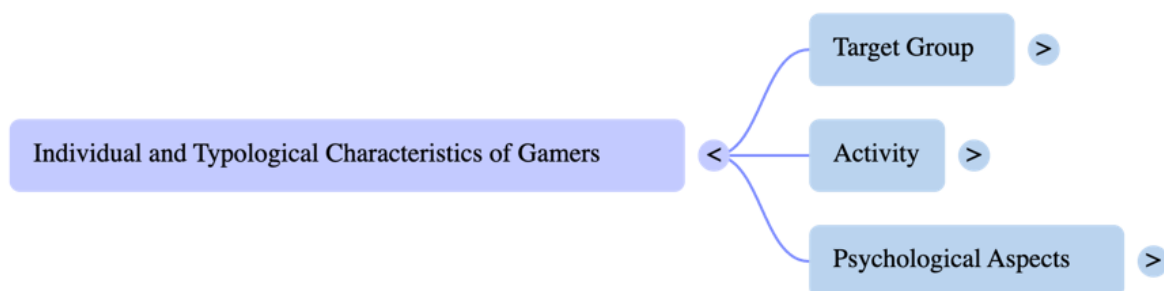 Target Group >
Individual and Typological Characteristics of Gamers < Activity >
Psychological Aspects >